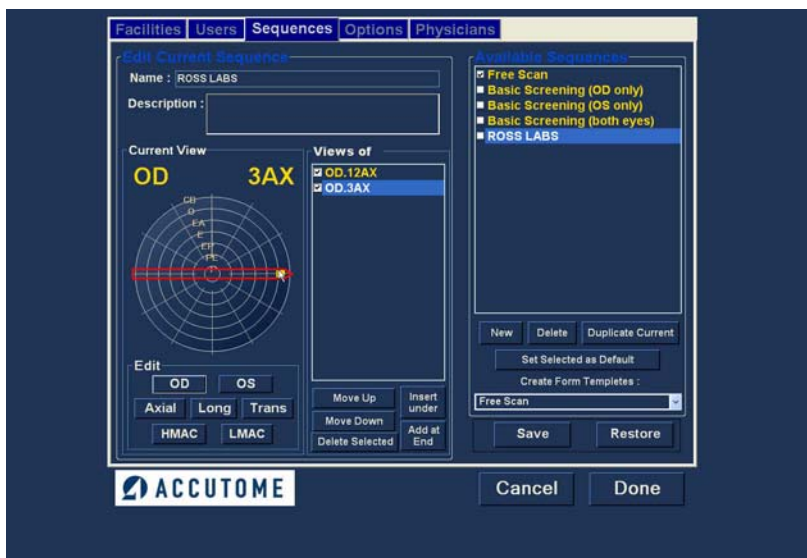 Facilities Users Sequences Options Physicians
Edit Current Sequence
Name : ROSS LABS
Description :
Current View
OD 3AX
CB
O
EA
E
EP
PE
P
Edit
OD OS
Axial Long Trans
HMAC LMAC
Views of
OD.12AX
OD.3AX
Move Up
Insert under
Move Down
Add at End
Delete Selected
Available Sequances
Free Scan
Basic Screening (OD only)
Basic Screening (OS only)
Basic Screening (both eyes)
ROSS LABS
New Delete Duplicate Current
Set Selected as Default
Create Form Templetes :
Free Scan
Save Restore
ACCUTOME
Cancel Done